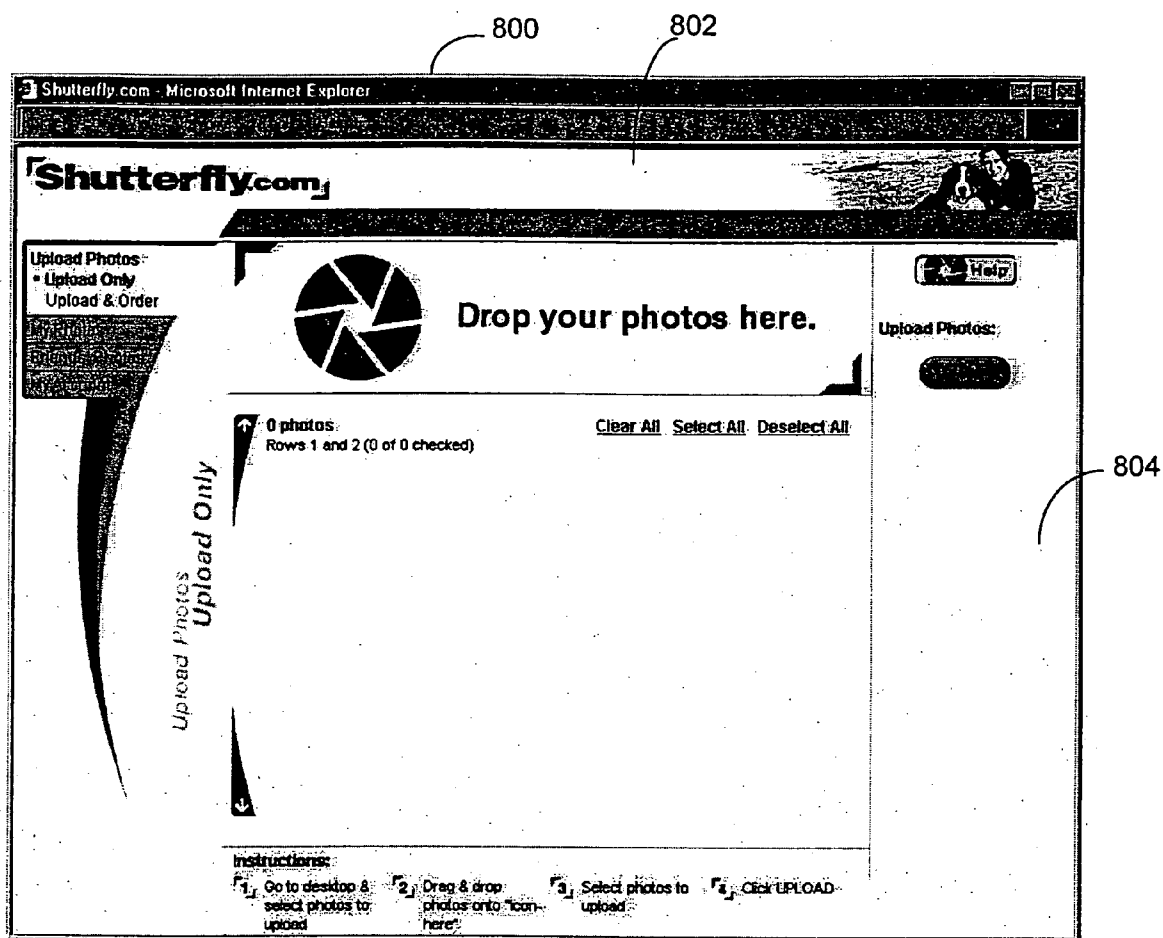 800
802
Shutterfly.com - Microsoft Internet Explorer
Shutterfly.com
Upload Photos
• Upload Only
Upload & Order
Drop your photos here.
Help
Upload Photos:
0 photos
Rows 1 and 2 (0 of 0 checked)
Clear All Select All Deselect All
804
Upload Photos
Upload Only
Instructions:
1 Go to desktop &
select photos to
upload
2 Drag & drop
photos onto "icon
here"
3 Select photos to
upload
4 Click UPLOAD